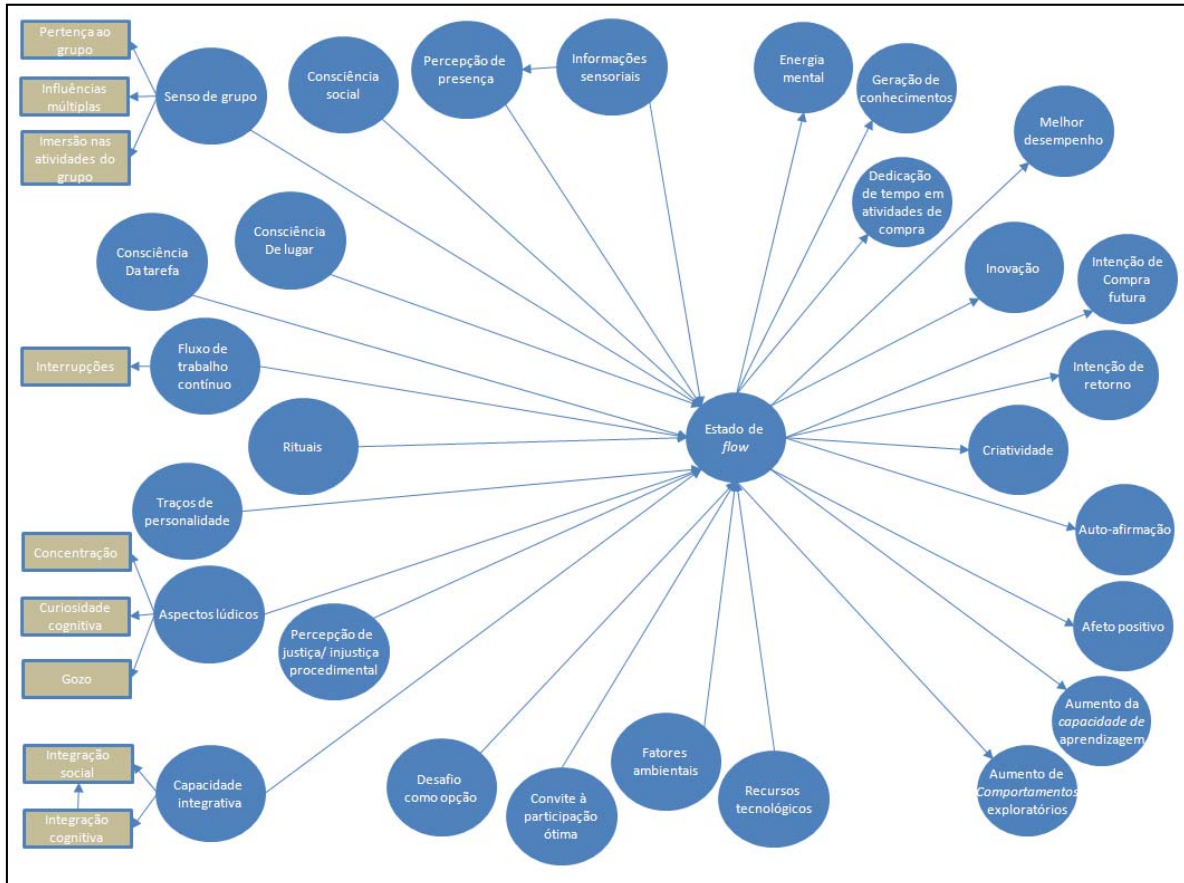 Pertença ao
grupo
Influências
múltiplas
Imersão nas
atividades do
grupo
Senso de grupo
Consciência
social
Percepção de
presença
Informações
sensoriais
Energia
mental
Geração de
conhecimentos
Melhor
desempenho
Dedicação
de tempo em
atividades de
compra
Consciência
Da tarefa
Consciência
De lugar
Inovação
Intenção de
Compra
futura
Interrupções
Fluxo de
trabalho
contínuo
Intenção de
retorno
Rituais
Estado de
flow
Criatividade
Traços de
personalidade
Auto-afirmação
Concentração
Curiosidade
cognitiva
Gozo
Aspectos lúdicos
Percepção de
justiça/ injustiça
procedimental
Afeto positivo
Aumento da
capacidade de
aprendizagem
Integração
social
Integração
cognitiva
Capacidade
integrativa
Desafio
como opção
Convite à
participação
ótima
Fatores
ambientais
Recursos
tecnológicos
Aumento de
Comportamentos
exploratórios